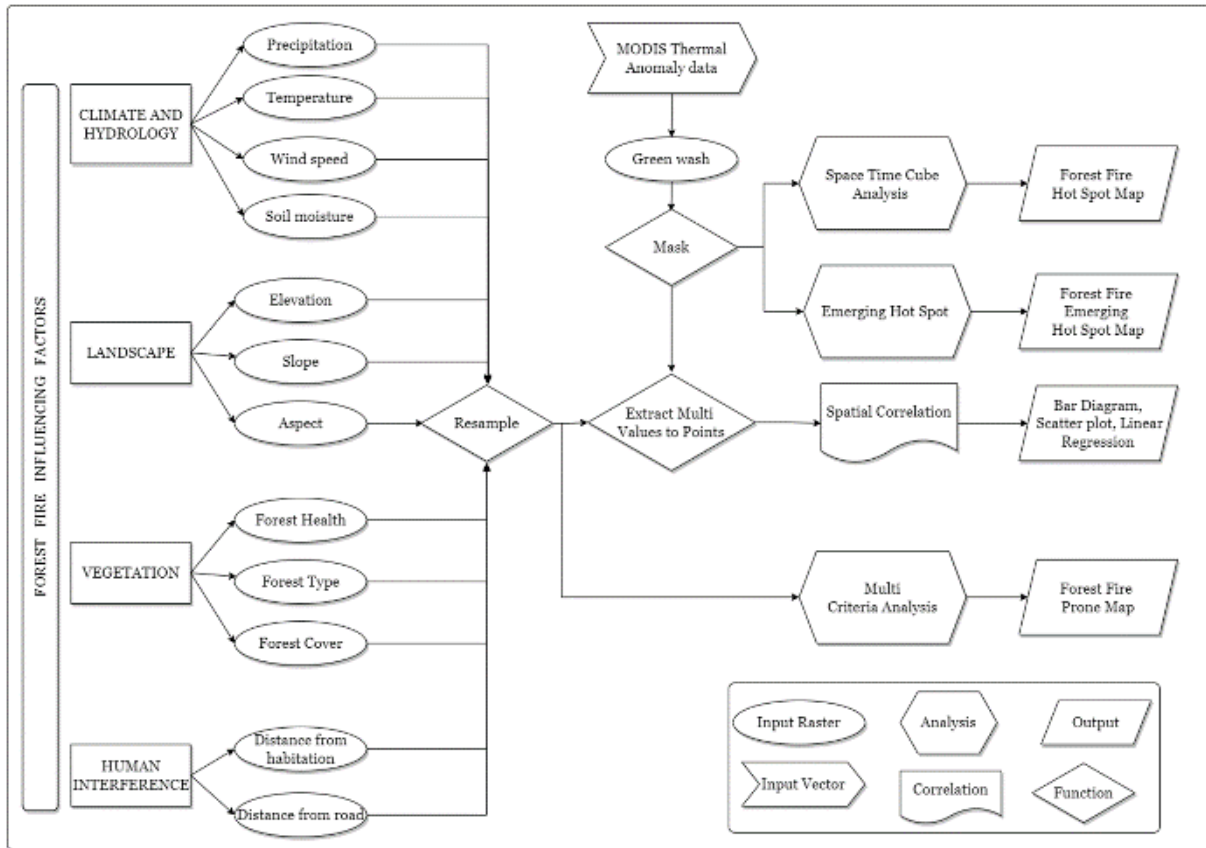 FOREST FIRE INFLUENCING FACTORS
CLIMATE AND
HYDROLOGY
Precipitation
Temperature
Wind speed
Soil moisture
LANDSCAPE
Elevation
Slope
Aspect
VEGETATION
Forest Health
Forest Type
Forest Cover
HUMAN
INTERFERENCE
Distance from
habitation
Distance from road
Resample
MODIS Thermal
Anomaly data
Green wash
Mask
Extract Multi
Values to Points
Space Time Cube
Analysis
Forest Fire
Hot Spot Map
Emerging Hot Spot
Forest Fire
Emerging
Hot Spot Map
Spatial Correlation
Bar Diagram,
Scatter plot, Linear
Regression
Multi
Criteria Analysis
Forest Fire
Prone Map
Input Raster
Analysis
Output
Input Vector
Correlation
Function